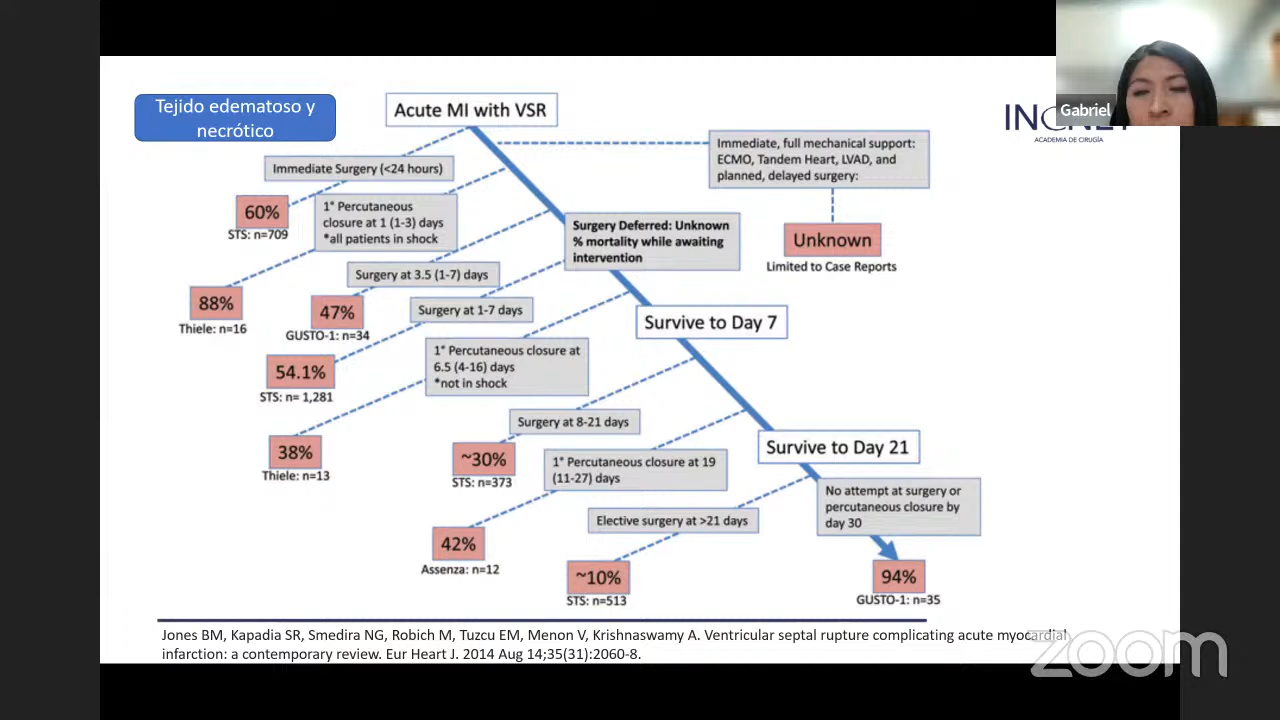 Tejido edematoso y
necrótico
Acute MI with VSR
Gabriel
ACADEMIA DE CIRUGÍA
Immediate, full mechanical support:
ECMO, Tandem Heart, LVAD, and
planned, delayed surgery:
Immediate Surgery (<24 hours)
60%
STS: n=709
1° Percutaneous
closure at 1 (1-3) days
*all patients in shock
Surgery Deferred: Unknown
% mortality while awaiting
intervention
Unknown
Limited to Case Reports
Surgery at 3.5 (1-7) days
88%
Thiele: n=16
47%
GUSTO-1: n=34
Surgery at 1-7 days
Survive to Day 7
54.1%
STS: n= 1,281
1° Percutaneous closure at
6.5 (4-16) days
*not in shock
38%
Thiele: n=13
Surgery at 8-21 days
~30%
STS: n=373
Survive to Day 21
1° Percutaneous closure at 19
(11-27) days
42%
Assenza: n=12
No attempt at surgery or
percutaneous closure by
day 30
Elective surgery at >21 days
~10%
STS: n=513
94%
GUSTO-1: n=35
Jones BM, Kapadia SR, Smedira NG, Robich M, Tuzcu EM, Menon V, Krishnaswamy A. Ventricular septal rupture complicating acute myocardial
infarction: a contemporary review. Eur Heart J. 2014 Aug 14;35(31):2060-8.
zoom